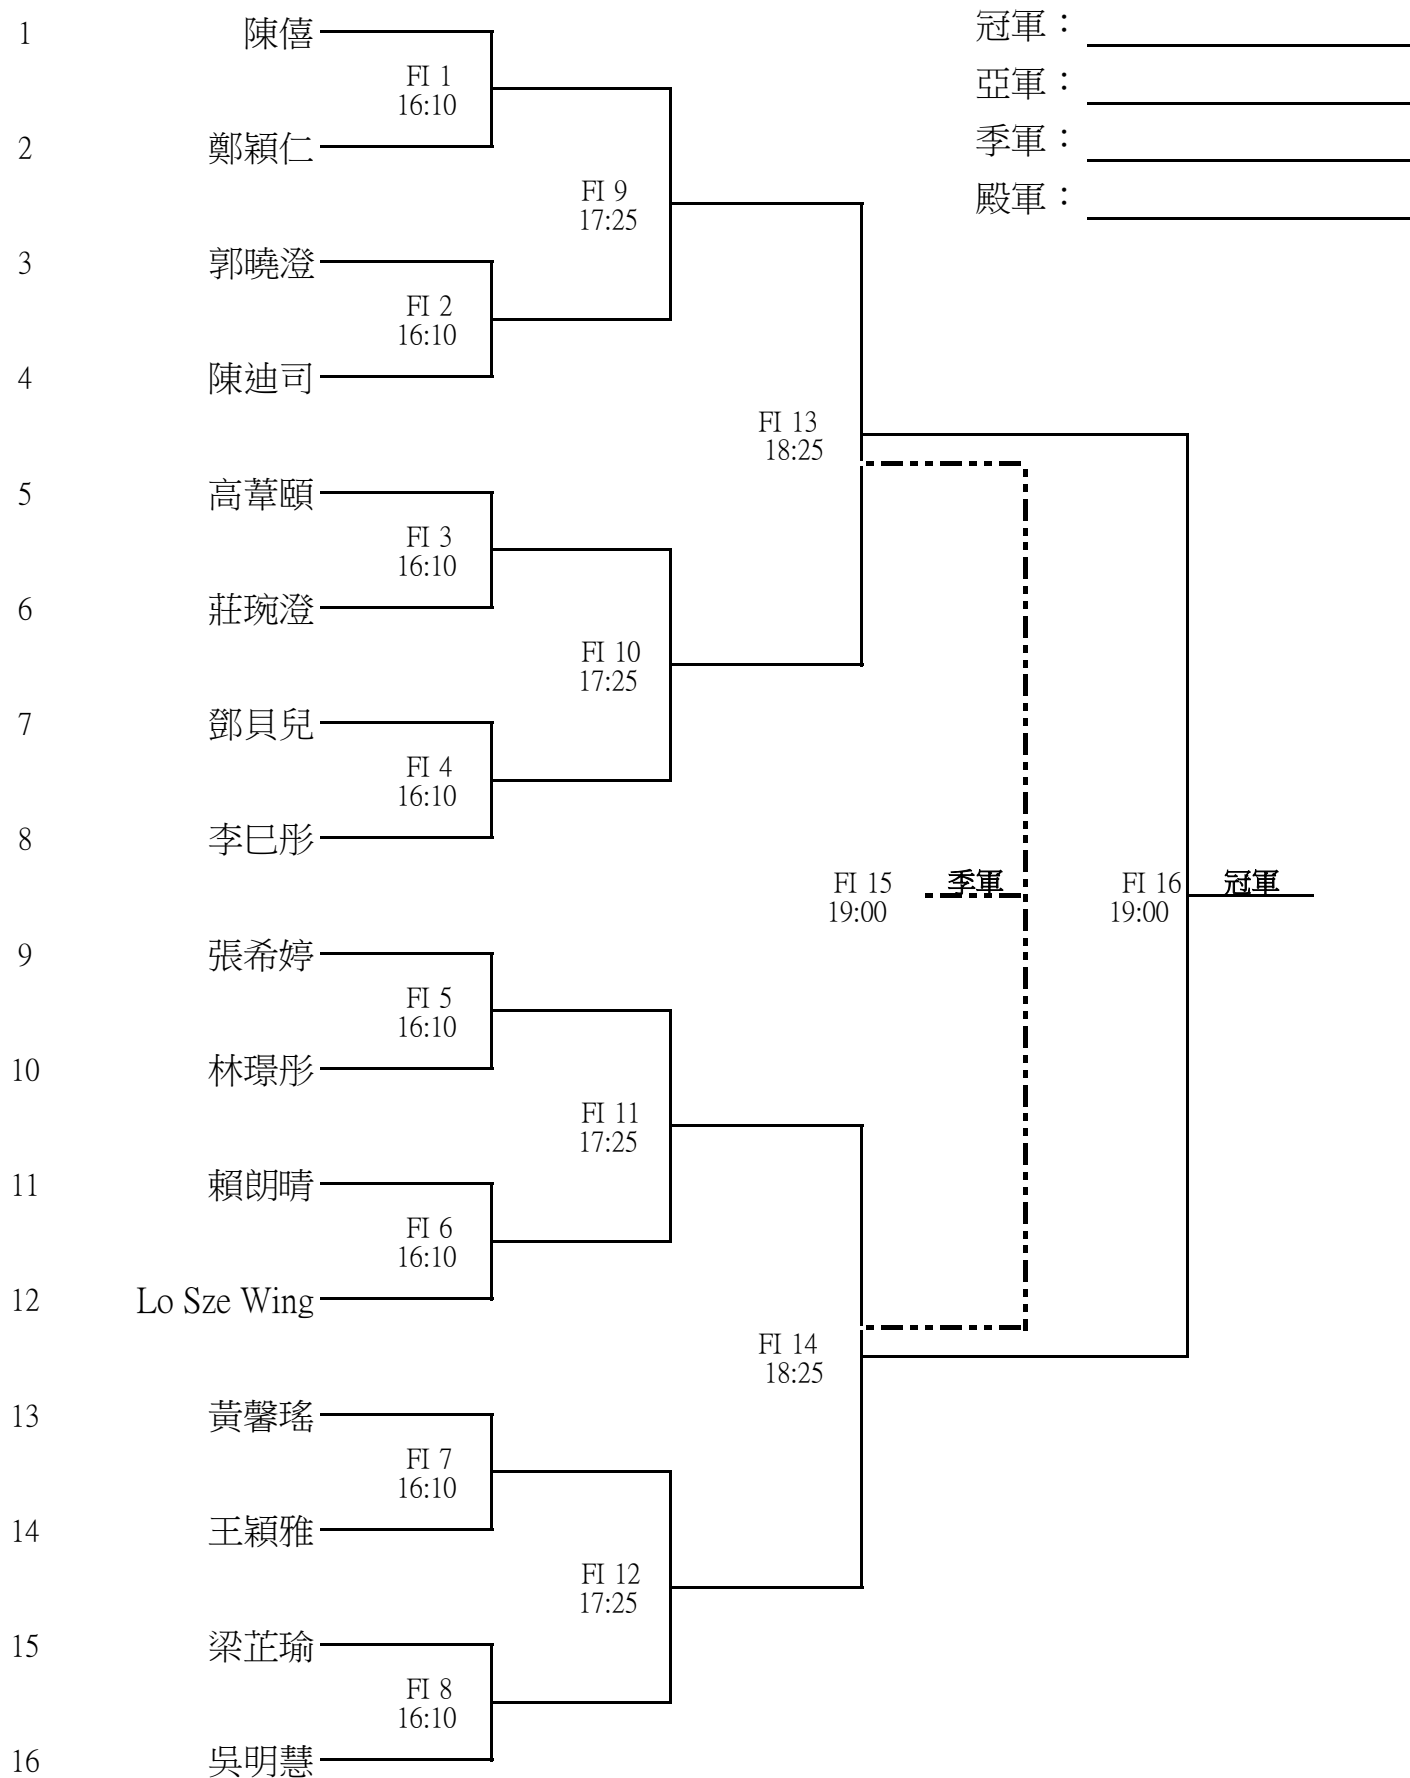 1 陳僖
冠軍：
FI 1
16:10
亞軍：
2 鄭穎仁
季軍：
FI 9
17:25
殿軍：
3 郭曉澄
FI 2
16:10
4 陳迪司
FI 13
18:25
5 高葦頤
FI 3
16:10
6 莊琬澄
FI 10
17:25
7 鄧貝兒
FI 4
16:10
8 李巳彤
FI 15
19:00
季軍
FI 16
19:00
冠軍
9 張希婷
FI 5
16:10
10 林璟彤
FI 11
17:25
11 賴朗晴
FI 6
16:10
12 Lo Sze Wing
FI 14
18:25
13 黃馨瑤
FI 7
16:10
14 王穎雅
FI 12
17:25
15 梁芷瑜
FI 8
16:10
16 吳明慧